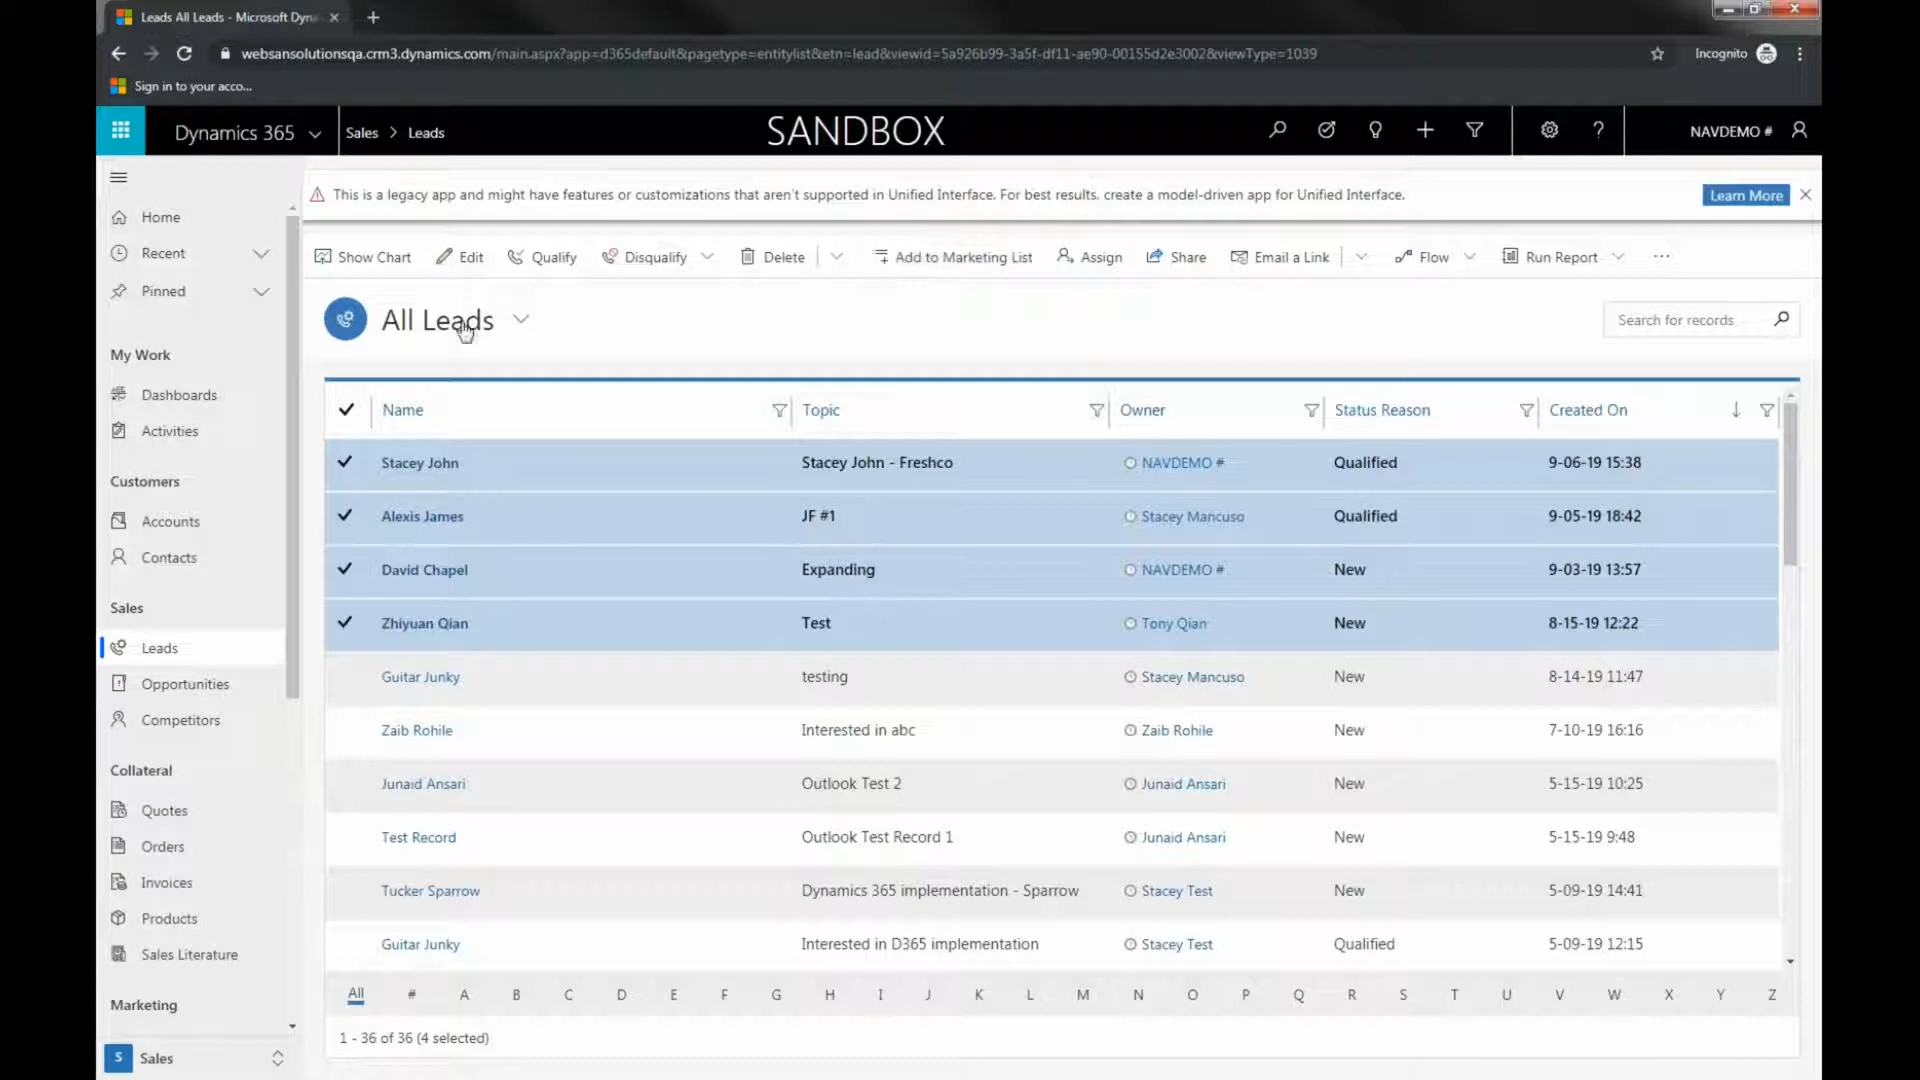 Leads All Leads - Microsoft Dyn
websansolutionsqa.crm3.dynamics.com/main.aspx?app=d365default&pagetype=entitylist&etn=lead&viewid=5a926b99-3a5f-df11-ae90-00155d2e3002&viewType=1039
Incognito
Sign in to your acco...
Dynamics 365
Sales > Leads
SANDBOX
NAVDEMO #
This is a legacy app and might have features or customizations that aren't supported in Unified Interface. For best results. create a model-driven app for Unified Interface.
Learn More
Home
Recent
Pinned
My Work
Dashboards
Activities
Customers
Accounts
Contacts
Sales
Leads
Opportunities
Competitors
Collateral
Quotes
Orders
Invoices
Products
Sales Literature
Marketing
S Sales
Show Chart Edit Qualify Disqualify Delete Add to Marketing List Assign Share Email a Link Flow Run Report ...
All Leads
Search for records
Name Topic Owner Status Reason Created On
Stacey John Stacey John - Freshco NAVDEMO # Qualified 9-06-19 15:38
Alexis James JF #1 Stacey Mancuso Qualified 9-05-19 18:42
David Chapel Expanding NAVDEMO # New 9-03-19 13:57
Zhiyuan Qian Test Tony Qian New 8-15-19 12:22
Guitar Junky testing Stacey Mancuso New 8-14-19 11:47
Zaib Rohile Interested in abc Zaib Rohile New 7-10-19 16:16
Junaid Ansari Outlook Test 2 Junaid Ansari New 5-15-19 10:25
Test Record Outlook Test Record 1 Junaid Ansari New 5-15-19 9:48
Tucker Sparrow Dynamics 365 implementation - Sparrow Stacey Test New 5-09-19 14:41
Guitar Junky Interested in D365 implementation Stacey Test Qualified 5-09-19 12:15
All # A B C D E F G H I J K L M N O P Q R S T U V W X Y Z
1 - 36 of 36 (4 selected)